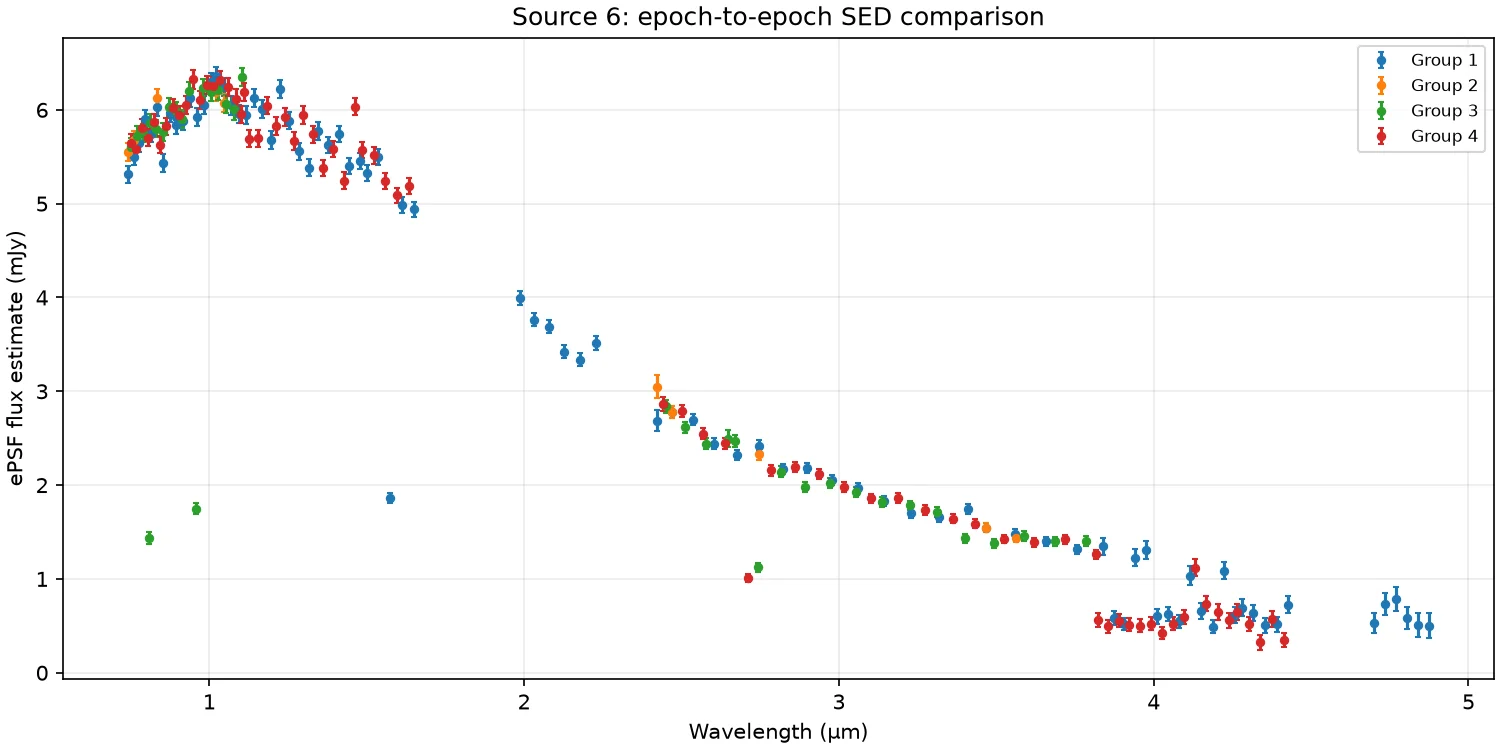 Source 6: epoch-to-epoch SED comparison
ePSF flux estimate (mJy)
6
5
4
3
2
1
0
Group 1
Group 2
Group 3
Group 4
1 2 3 4 5
Wavelength (μm)